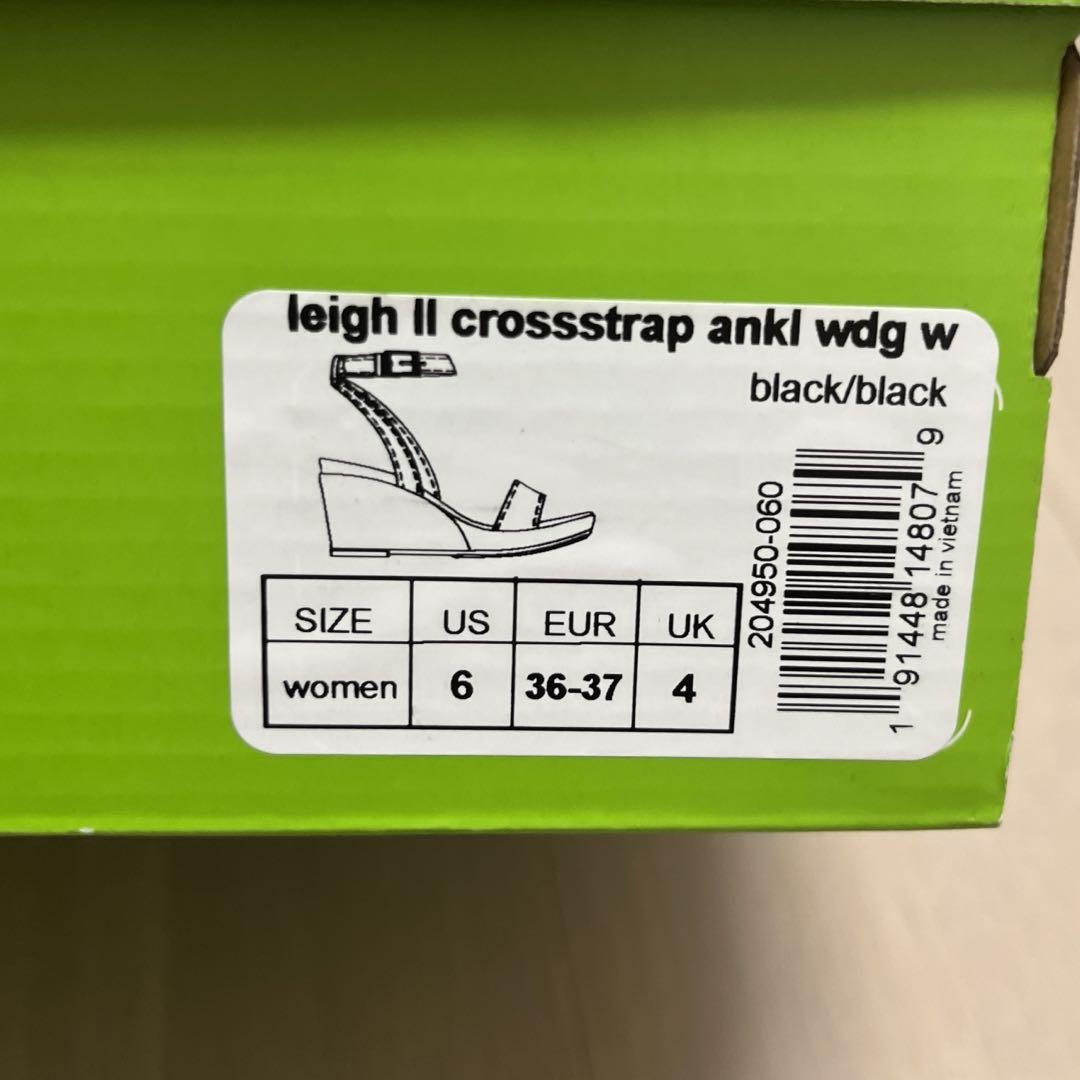 leigh II crossstrap ankl wdg w
black/black
SIZE US EUR UK
women 6 36-37 4
204950-060
1 91448 14807 9
made in vietnam